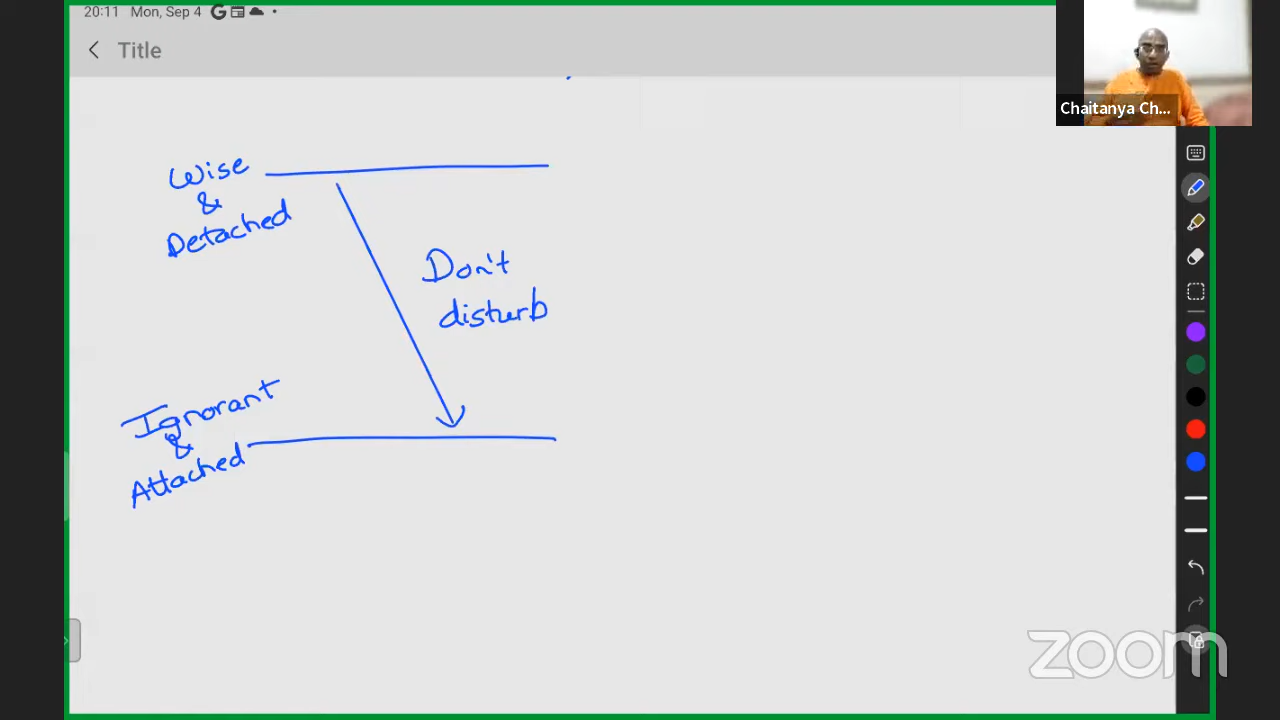 20:11 Mon, Sep 4
Title
Chaitanya Ch...
Wise
&
Detached
Don't
disturb
Ignorant
&
Attached
zoom